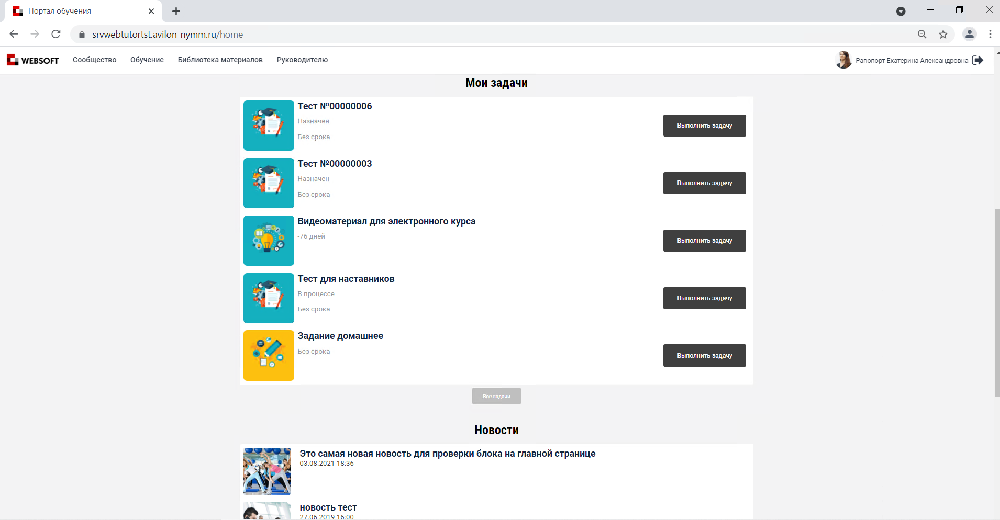 Портал обучения
srvwebtutortst.avilon-nymm.ru/home
WEBSOFT
Сообщество
Обучение
Библиотека материалов
Руководителю
Рапопорт Екатерина Александровна
Мои задачи
Тест №00000006
Назначен
Без срока
Выполнить задачу
Тест №00000003
Назначен
Без срока
Выполнить задачу
Видеоматериал для электронного курса
-76 дней
Выполнить задачу
Тест для наставников
В процессе
Без срока
Выполнить задачу
Задание домашнее
Без срока
Выполнить задачу
Все задачи
Новости
Это самая новая новость для проверки блока на главной странице
03.08.2021 18:36
новость тест
27.06.2019 16:00